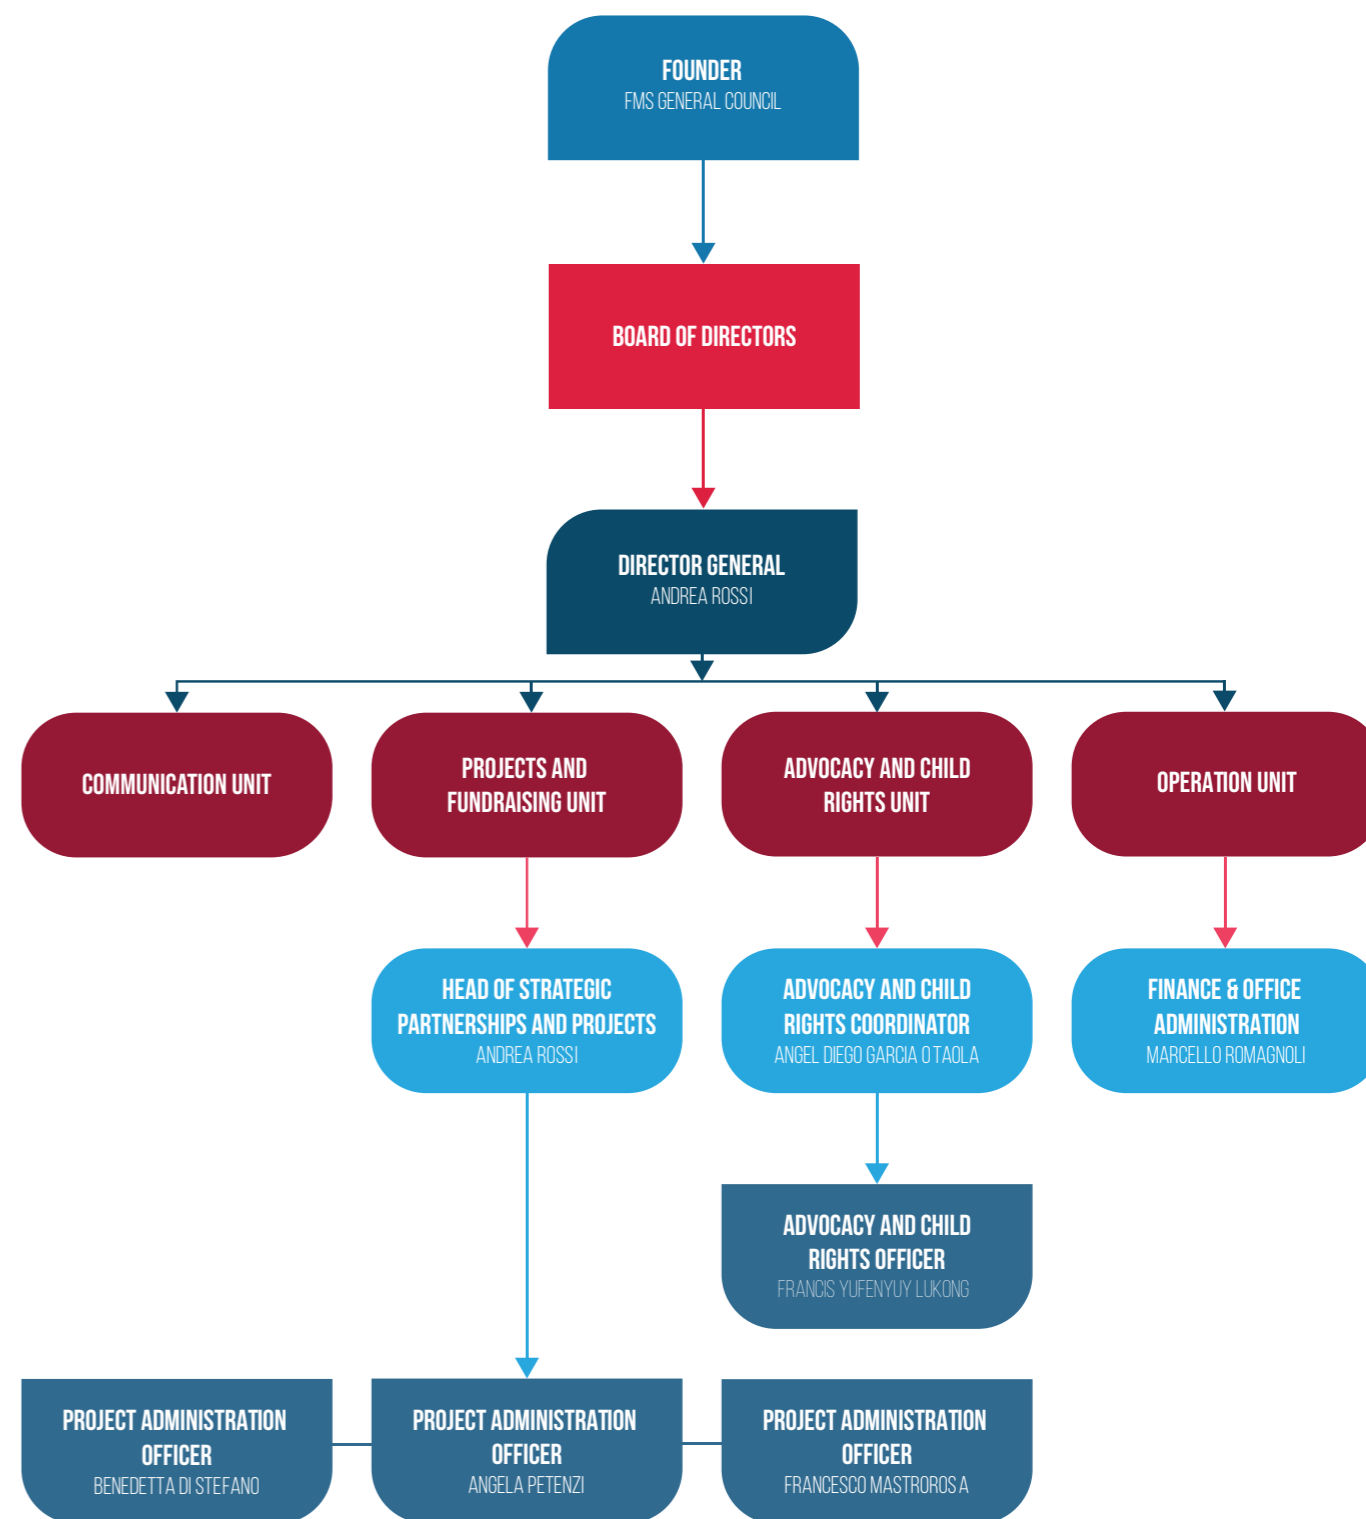 FOUNDER
FMS GENERAL COUNCIL
BOARD OF DIRECTORS
DIRECTOR GENERAL
ANDREA ROSSI
COMMUNICATION UNIT
PROJECTS AND
FUNDRAISING UNIT
ADVOCACY AND CHILD
RIGHTS UNIT
OPERATION UNIT
HEAD OF STRATEGIC
PARTNERSHIPS AND PROJECTS
ANDREA ROSSI
ADVOCACY AND CHILD
RIGHTS COORDINATOR
ANGEL DIEGO GARCIA OTAOLA
FINANCE & OFFICE
ADMINISTRATION
MARCELLO ROMAGNOLI
ADVOCACY AND CHILD
RIGHTS OFFICER
FRANCIS YUFENYUY LUKONG
PROJECT ADMINISTRATION
OFFICER
BENEDETTA DI STEFANO
PROJECT ADMINISTRATION
OFFICER
ANGELA PETENZI
PROJECT ADMINISTRATION
OFFICER
FRANCESCO MASTROROSA